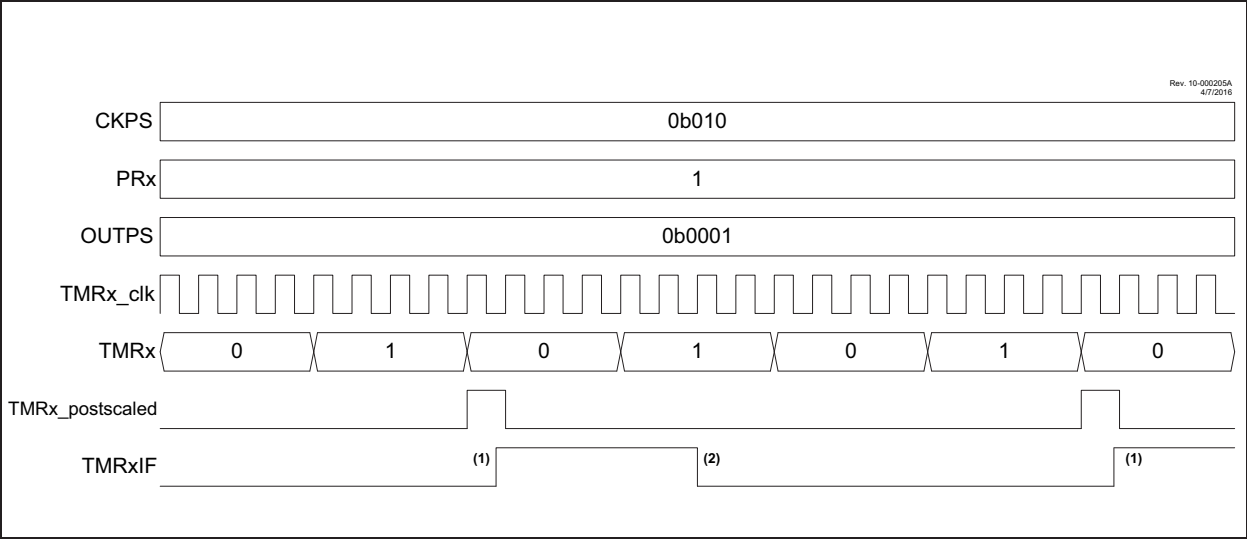 Rev. 10-000205A
4/7/2016
CKPS 0b010
PRx 1
OUTPS 0b0001
TMRx_clk
TMRx 0 1 0 1 0 1 0
TMRx_postscaled
TMRxIF (1) (2) (1)